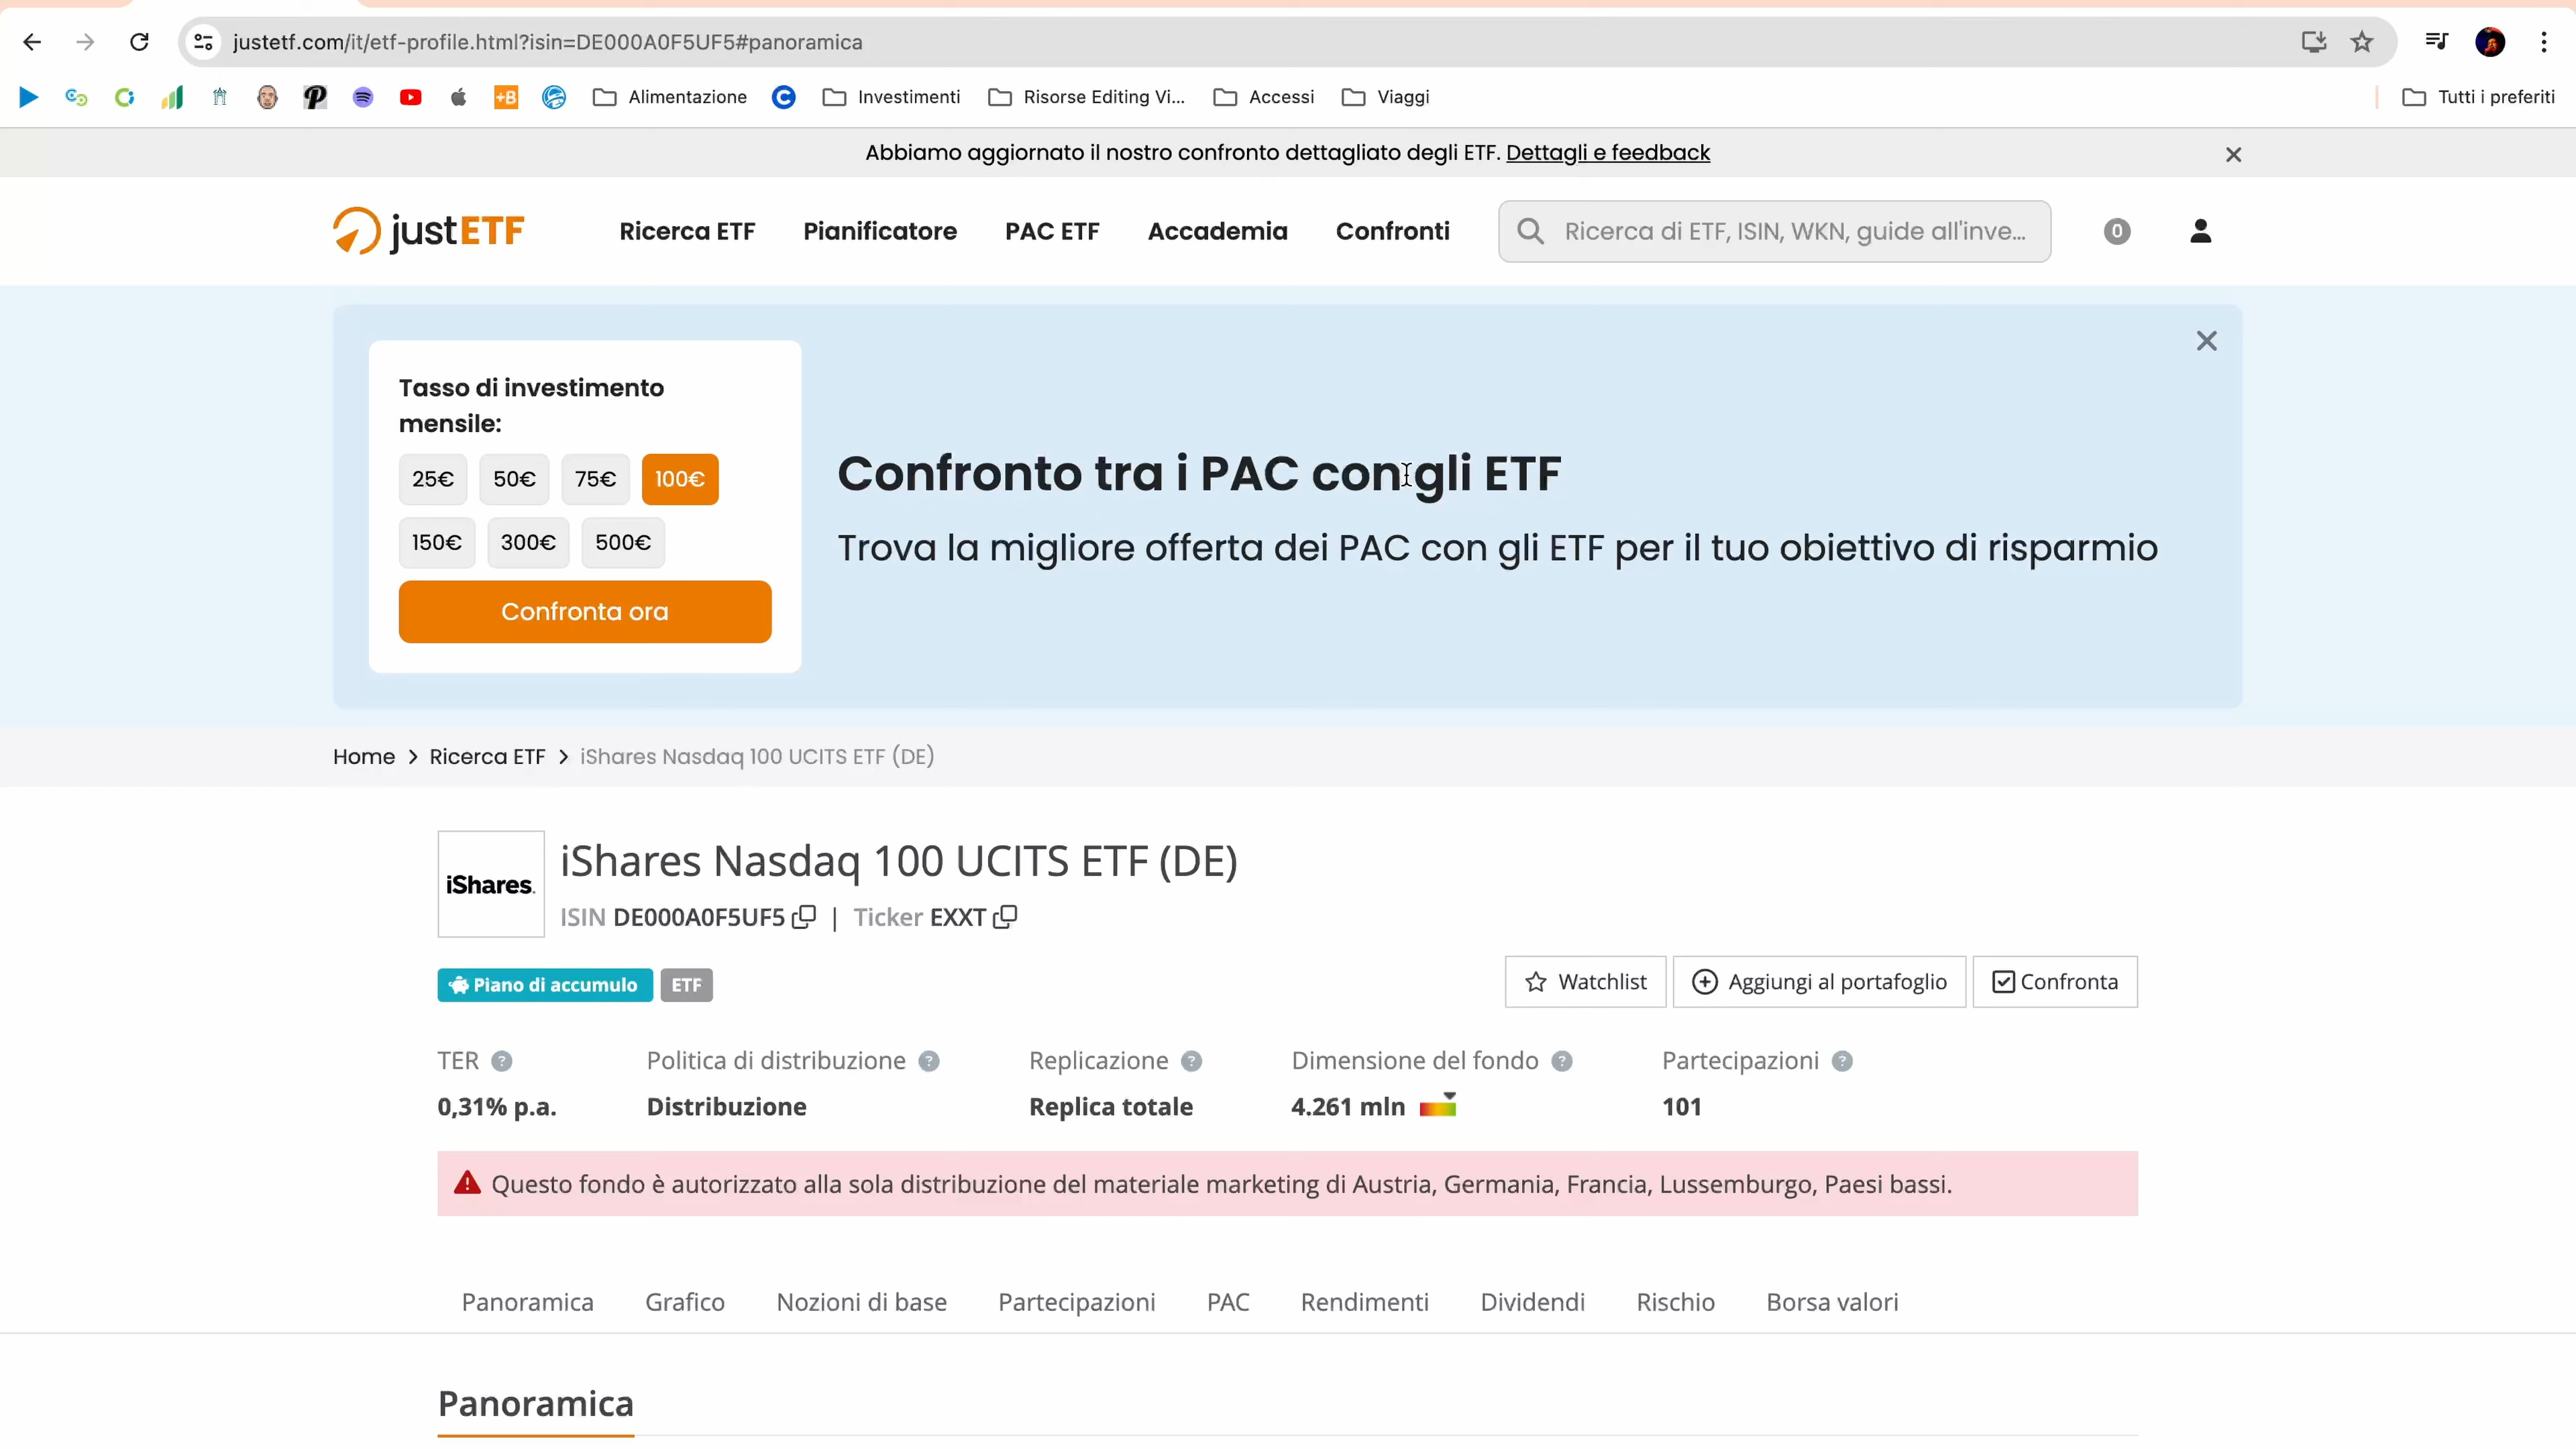 justetf.com/it/etf-profile.html?isin=DE000A0F5UF5#panoramica
+B Alimentazione Investimenti Risorse Editing Vi... Accessi Viaggi Tutti i preferiti
Abbiamo aggiornato il nostro confronto dettagliato degli ETF. Dettagli e feedback
justETF Ricerca ETF Pianificatore PAC ETF Accademia Confronti Ricerca di ETF, ISIN, WKN, guide all'inve... 0
Tasso di investimento
mensile:
25€ 50€ 75€ 100€
150€ 300€ 500€
Confronta ora
Confronto tra i PAC con gli ETF
Trova la migliore offerta dei PAC con gli ETF per il tuo obiettivo di risparmio
Home > Ricerca ETF > iShares Nasdaq 100 UCITS ETF (DE)
iShares.
iShares Nasdaq 100 UCITS ETF (DE)
ISIN DE000A0F5UF5 | Ticker EXXT
Piano di accumulo ETF
Watchlist Aggiungi al portafoglio Confronta
TER ? Politica di distribuzione ? Replicazione ? Dimensione del fondo ? Partecipazioni ?
0,31% p.a. Distribuzione Replica totale 4.261 mln 101
Questo fondo è autorizzato alla sola distribuzione del materiale marketing di Austria, Germania, Francia, Lussemburgo, Paesi bassi.
Panoramica Grafico Nozioni di base Partecipazioni PAC Rendimenti Dividendi Rischio Borsa valori
Panoramica